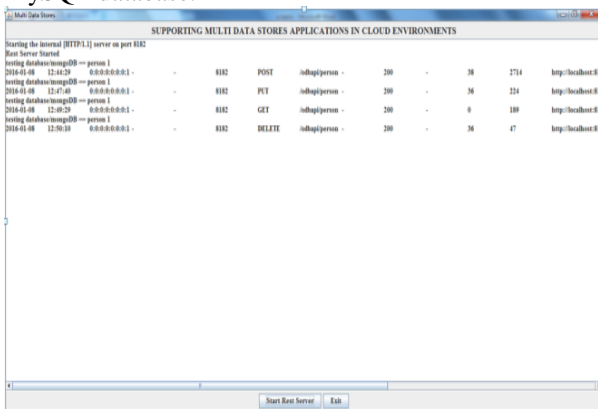 MySQL database.
Multi Data Stores
SUPPORTING MULTI DATA STORES APPLICATIONS IN CLOUD ENVIRONMENTS
Starting the internal [HTTP/1.1] server on port 8182
Rest Server Started
testing database/mongoDB == person 1
2016-01-08 12:44:29 0:0:0:0:0:0:0:1 - - 8182 POST /odbapi/person - 200 - 38 2714 http://localhost:8
testing database/mongoDB == person 1
2016-01-08 12:47:40 0:0:0:0:0:0:0:1 - - 8182 PUT /odbapi/person - 200 - 36 224 http://localhost:8
testing database/mongoDB == person 1
2016-01-08 12:49:29 0:0:0:0:0:0:0:1 - - 8182 GET /odbapi/person - 200 - 0 189 http://localhost:8
testing database/mongoDB == person 1
2016-01-08 12:50:10 0:0:0:0:0:0:0:1 - - 8182 DELETE /odbapi/person - 200 - 36 47 http://localhost:8
Start Rest Server Exit